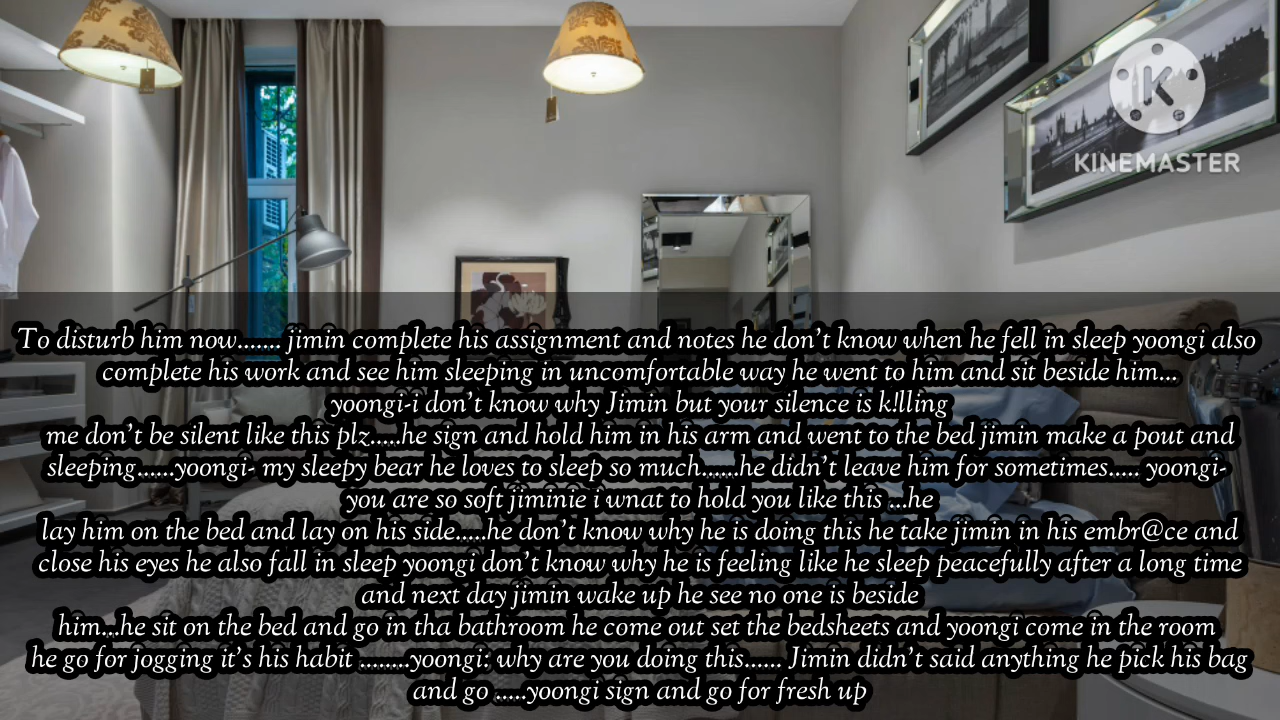 KINEMASTER
To disturb him now....... jimin complete his assignment and notes he don't know when he fell in sleep yoongi also
complete his work and see him sleeping in uncomfortable way he went to him and sit beside him...
yoongi-i don't know why Jimin but your silence is k!lling
me don't be silent like this plz.....he sign and hold him in his arm and went to the bed jimin make a pout and
sleeping......yoongi- my sleepy bear he loves to sleep so much......he didn't leave him for sometimes..... yoongi-
you are so soft jiminie i wnat to hold you like this ...he
lay him on the bed and lay on his side.....he don't know why he is doing this he take jimin in his embr@ce and
close his eyes he also fall in sleep yoongi don't know why he is feeling like he sleep peacefully after a long time
and next day jimin wake up he see no one is beside
him...he sit on the bed and go in tha bathroom he come out set the bedsheets and yoongi come in the room
he go for jogging it's his habit ........yoongi: why are you doing this...... Jimin didn't said anything he pick his bag
and go .....yoongi sign and go for fresh up